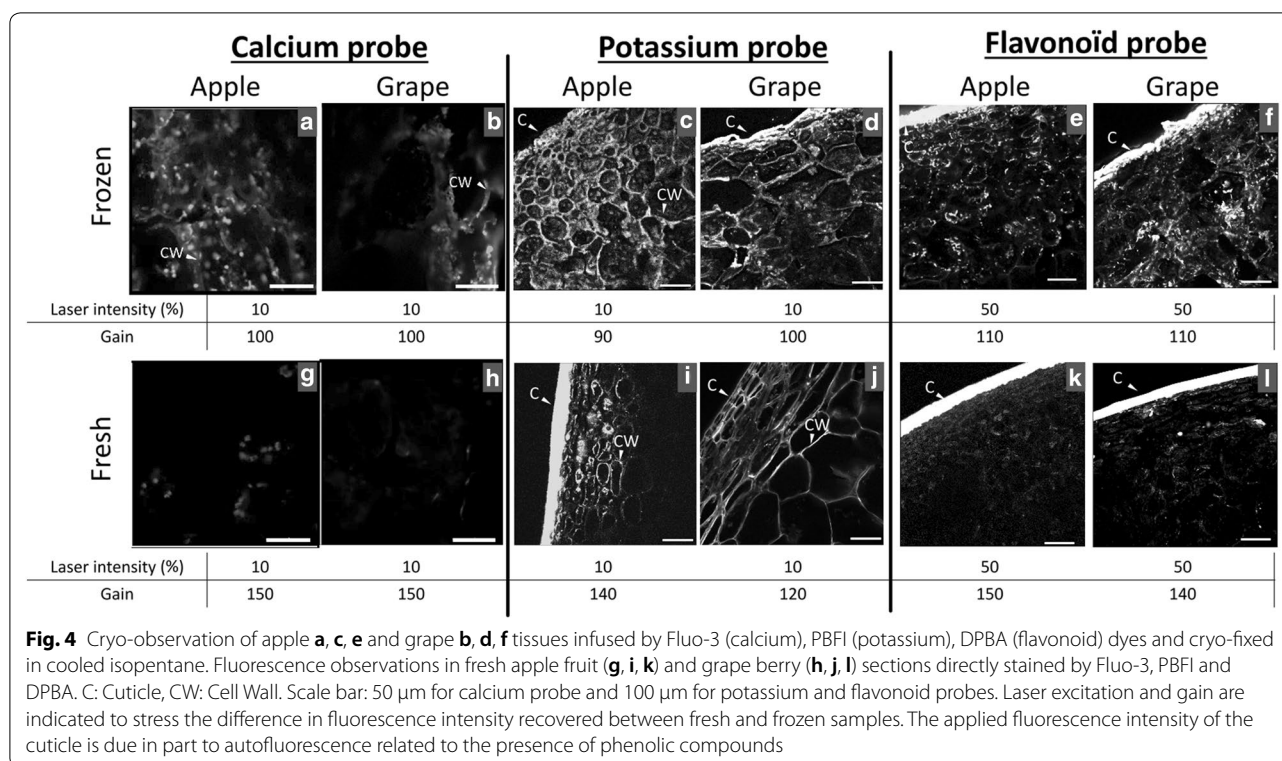 Calcium probe Potassium probe Flavonoïd probe
Apple Grape Apple Grape Apple Grape
Frozen
a b c d e f
CW CW C CW C C C
Laser intensity (%) 10 10 10 10 50 50
Gain 100 100 90 100 110 110
Fresh
g h i j k l
C CW C CW C C
Laser intensity (%) 10 10 10 10 50 50
Gain 150 150 140 120 150 140
Fig. 4 Cryo-observation of apple a, c, e and grape b, d, f tissues infused by Fluo-3 (calcium), PBFI (potassium), DPBA (flavonoid) dyes and cryo-fixed
in cooled isopentane. Fluorescence observations in fresh apple fruit (g, i, k) and grape berry (h, j, l) sections directly stained by Fluo-3, PBFI and
DPBA. C: Cuticle, CW: Cell Wall. Scale bar: 50 µm for calcium probe and 100 µm for potassium and flavonoid probes. Laser excitation and gain are
indicated to stress the difference in fluorescence intensity recovered between fresh and frozen samples. The applied fluorescence intensity of the
cuticle is due in part to autofluorescence related to the presence of phenolic compounds